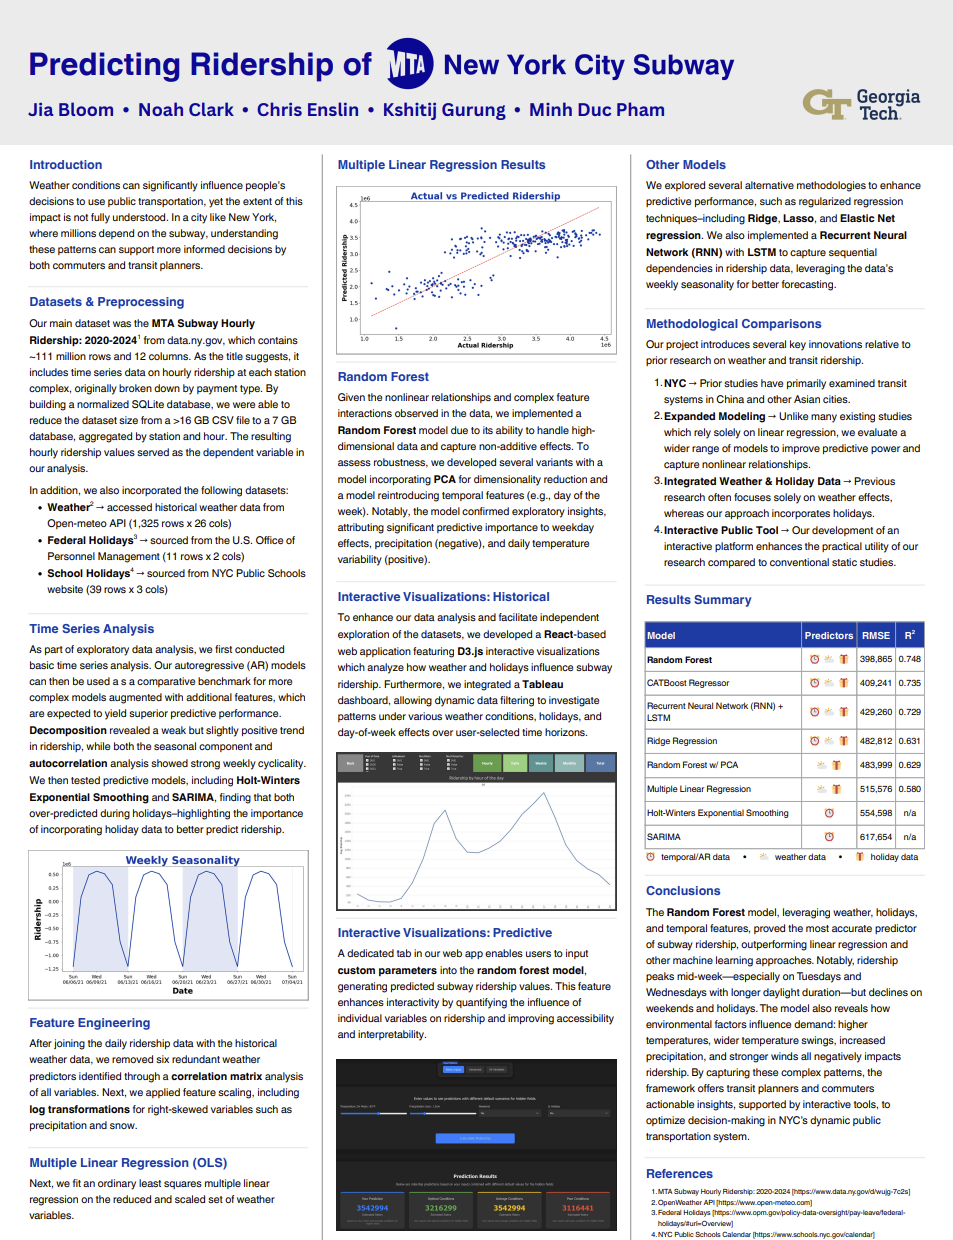 Predicting Ridership of MTA New York City Subway
Jia Bloom • Noah Clark • Chris Enslin • Kshitij Gurung • Minh Duc Pham
Georgia
Tech
Introduction
Weather conditions can significantly influence people's
decisions to use public transportation, yet the extent of this
impact is not fully understood. In a city like New York,
where millions depend on the subway, understanding
these patterns can support more informed decisions by
both commuters and transit planners.
Datasets & Preprocessing
Our main dataset was the MTA Subway Hourly
Ridership: 2020-2024¹ from data.ny.gov, which contains
~111 million rows and 12 columns. As the title suggests, it
includes time series data on hourly ridership at each station
complex, originally broken down by payment type. By
building a normalized SQLite database, we were able to
reduce the dataset size from a >16 GB CSV file to a 7 GB
database, aggregated by station and hour. The resulting
hourly ridership values served as the dependent variable in
our analysis.
In addition, we also incorporated the following datasets:
• Weather² → accessed historical weather data from
Open-meteo API (1,325 rows x 26 cols)
• Federal Holidays³ → sourced from the U.S. Office of
Personnel Management (11 rows x 2 cols)
• School Holidays⁴ → sourced from NYC Public Schools
website (39 rows x 3 cols)
Time Series Analysis
As part of exploratory data analysis, we first conducted
basic time series analysis. Our autoregressive (AR) models
can then be used a s a comparative benchmark for more
complex models augmented with additional features, which
are expected to yield superior predictive performance.
Decomposition revealed a weak but slightly positive trend
in ridership, while both the seasonal component and
autocorrelation analysis showed strong weekly cyclicality.
We then tested predictive models, including Holt-Winters
Exponential Smoothing and SARIMA, finding that both
over-predicted during holidays–highlighting the importance
of incorporating holiday data to better predict ridership.
Weekly Seasonality
1e6
0.50
0.25
0.00
−0.25
−0.50
−0.75
−1.00
−1.25
Ridership
Sun Wed Sun Wed Sun Wed Sun Wed Sun
06/06/21 06/09/21 06/13/21 06/16/21 06/20/21 06/23/21 06/27/21 06/30/21 07/04/21
Date
Feature Engineering
After joining the daily ridership data with the historical
weather data, we removed six redundant weather
predictors identified through a correlation matrix analysis
of all variables. Next, we applied feature scaling, including
log transformations for right-skewed variables such as
precipitation and snow.
Multiple Linear Regression (OLS)
Next, we fit an ordinary least squares multiple linear
regression on the reduced and scaled set of weather
variables.
Multiple Linear Regression Results
Actual vs Predicted Ridership
1e6
4.5
4.0
3.5
3.0
2.5
2.0
1.5
1.0
Predicted Ridership
1.0 1.5 2.0 2.5 3.0 3.5 4.0 4.5
1e6
Actual Ridership
Random Forest
Given the nonlinear relationships and complex feature
interactions observed in the data, we implemented a
Random Forest model due to its ability to handle high-
dimensional data and capture non-additive effects. To
assess robustness, we developed several variants with a
model incorporating PCA for dimensionality reduction and
a model reintroducing temporal features (e.g., day of the
week). Notably, the model confirmed exploratory insights,
attributing significant predictive importance to weekday
effects, precipitation (negative), and daily temperature
variability (positive).
Interactive Visualizations: Historical
To enhance our data analysis and facilitate independent
exploration of the datasets, we developed a React-based
web application featuring D3.js interactive visualizations
which analyze how weather and holidays influence subway
ridership. Furthermore, we integrated a Tableau
dashboard, allowing dynamic data filtering to investigate
patterns under various weather conditions, holidays, and
day-of-week effects over user-selected time horizons.
Hourly Daily Weekly Monthly
Ridership by hour of the day
Interactive Visualizations: Predictive
A dedicated tab in our web app enables users to input
custom parameters into the random forest model,
generating predicted subway ridership values. This feature
enhances interactivity by quantifying the influence of
individual variables on ridership and improving accessibility
and interpretability.
Enter values to see predictions with different default scenarios for hidden fields.
Prediction Results
Your Prediction Optimal Conditions Average Conditions Poor Conditions
3542994 3216299 3542994 3116441
Other Models
We explored several alternative methodologies to enhance
predictive performance, such as regularized regression
techniques–including Ridge, Lasso, and Elastic Net
regression. We also implemented a Recurrent Neural
Network (RNN) with LSTM to capture sequential
dependencies in ridership data, leveraging the data's
weekly seasonality for better forecasting.
Methodological Comparisons
Our project introduces several key innovations relative to
prior research on weather and transit ridership.
1. NYC → Prior studies have primarily examined transit
systems in China and other Asian cities.
2. Expanded Modeling → Unlike many existing studies
which rely solely on linear regression, we evaluate a
wider range of models to improve predictive power and
capture nonlinear relationships.
3. Integrated Weather & Holiday Data → Previous
research often focuses solely on weather effects,
whereas our approach incorporates holidays.
4. Interactive Public Tool → Our development of an
interactive platform enhances the practical utility of our
research compared to conventional static studies.
Results Summary
Model Predictors RMSE R²
Random Forest 398,865 0.748
CATBoost Regressor 409,241 0.735
Recurrent Neural Network (RNN) +
LSTM 429,260 0.729
Ridge Regression 482,812 0.631
Random Forest w/ PCA 483,999 0.629
Multiple Linear Regression 515,576 0.580
Holt-Winters Exponential Smoothing 554,598 n/a
SARIMA 617,654 n/a
temporal/AR data • weather data • holiday data
Conclusions
The Random Forest model, leveraging weather, holidays,
and temporal features, proved the most accurate predictor
of subway ridership, outperforming linear regression and
other machine learning approaches. Notably, ridership
peaks mid-week—especially on Tuesdays and
Wednesdays with longer daylight duration—but declines on
weekends and holidays. The model also reveals how
environmental factors influence demand: higher
temperatures, wider temperature swings, increased
precipitation, and stronger winds all negatively impacts
ridership. By capturing these complex patterns, the
framework offers transit planners and commuters
actionable insights, supported by interactive tools, to
optimize decision-making in NYC's dynamic public
transportation system.
References
1. MTA Subway Hourly Ridership: 2020-2024 [https://www.data.ny.gov/d/wujg-7c2s]
2. OpenWeather API [https://www.open-meteo.com]
3. Federal Holidays [https://www.opm.gov/policy-data-oversight/pay-leave/federal-
holidays/#url=Overview]
4. NYC Public Schools Calendar [https://www.schools.nyc.gov/calendar]